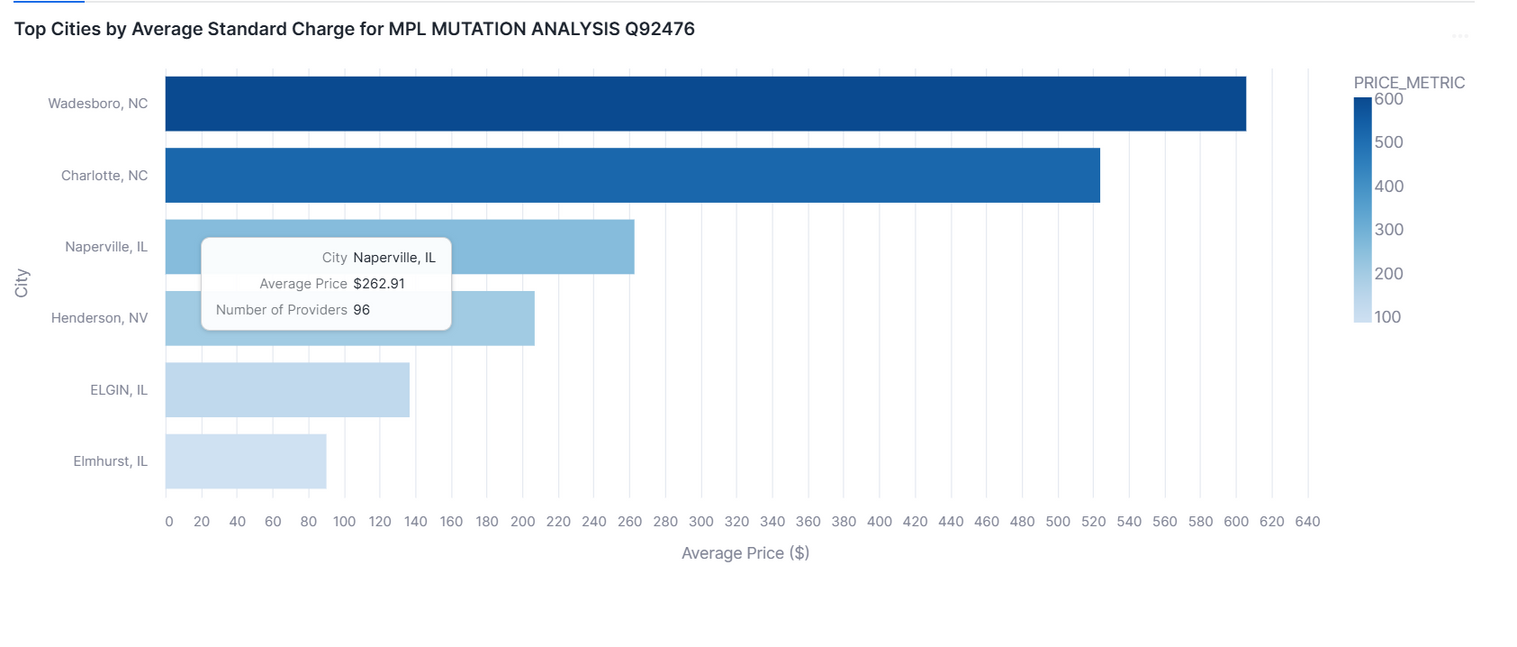 Top Cities by Average Standard Charge for MPL MUTATION ANALYSIS Q92476
PRICE_METRIC
600
500
400
300
200
100
City
Wadesboro, NC
Charlotte, NC
Naperville, IL
Henderson, NV
ELGIN, IL
Elmhurst, IL
City Naperville, IL
Average Price $262.91
Number of Providers 96
0 20 40 60 80 100 120 140 160 180 200 220 240 260 280 300 320 340 360 380 400 420 440 460 480 500 520 540 560 580 600 620 640
Average Price ($)